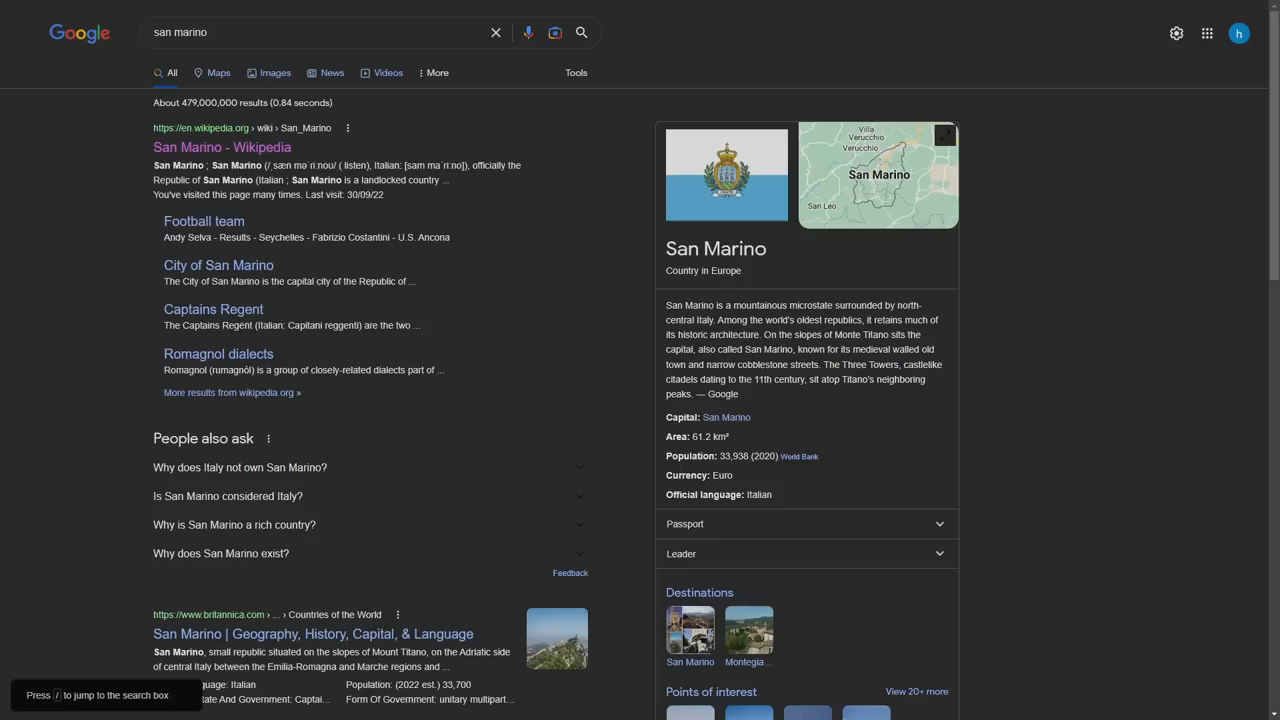 Google
san marino
h
All
Maps
Images
News
Videos
More
Tools
About 479,000,000 results (0.84 seconds)
https://en.wikipedia.org › wiki › San_Marino
San Marino - Wikipedia
San Marino ; San Marino (/ˌsæn məˈriːnoʊ/ ( listen), Italian: [sam maˈriːno]), officially the
Republic of San Marino (Italian ; San Marino is a landlocked country ...
You've visited this page many times. Last visit: 30/09/22
Football team
Andy Selva - Results - Seychelles - Fabrizio Costantini - U.S. Ancona
City of San Marino
The City of San Marino is the capital city of the Republic of ...
Captains Regent
The Captains Regent (Italian: Capitani reggenti) are the two ...
Romagnol dialects
Romagnol (rumagnòl) is a group of closely-related dialects part of ...
More results from wikipedia.org »
People also ask
Why does Italy not own San Marino?
Is San Marino considered Italy?
Why is San Marino a rich country?
Why does San Marino exist?
Feedback
https://www.britannica.com › ... › Countries of the World
San Marino | Geography, History, Capital, & Language
San Marino, small republic situated on the slopes of Mount Titano, on the Adriatic side
of central Italy between the Emilia-Romagna and Marche regions and ...
guage: Italian
Population: (2022 est.) 33,700
State And Government: Captai...
Form Of Government: unitary multipart...
Press / to jump to the search box
Villa
Verucchio
Verucchio
San Marino
San Leo
San Marino
Country in Europe
San Marino is a mountainous microstate surrounded by north-
central Italy. Among the world's oldest republics, it retains much of
its historic architecture. On the slopes of Monte Titano sits the
capital, also called San Marino, known for its medieval walled old
town and narrow cobblestone streets. The Three Towers, castlelike
citadels dating to the 11th century, sit atop Titano's neighboring
peaks. — Google
Capital: San Marino
Area: 61.2 km²
Population: 33,938 (2020) World Bank
Currency: Euro
Official language: Italian
Passport
Leader
Destinations
San Marino
Montegia...
Points of interest
View 20+ more